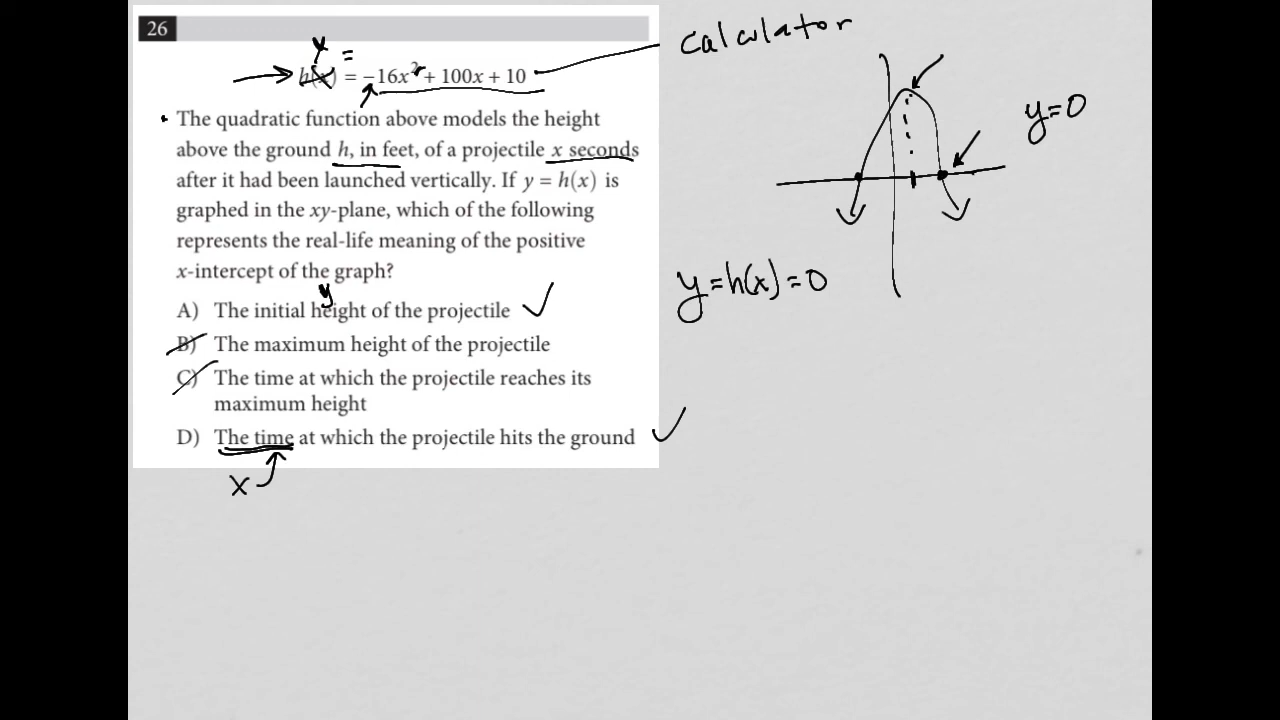 26
calculator
y =
h(x) = −16x² + 100x + 10
The quadratic function above models the height
above the ground h, in feet, of a projectile x seconds
after it had been launched vertically. If y = h(x) is
graphed in the xy-plane, which of the following
represents the real-life meaning of the positive
x-intercept of the graph?
y
A) The initial height of the projectile
B) The maximum height of the projectile
C) The time at which the projectile reaches its
maximum height
D) The time at which the projectile hits the ground
x
y=0
y=h(x)=0